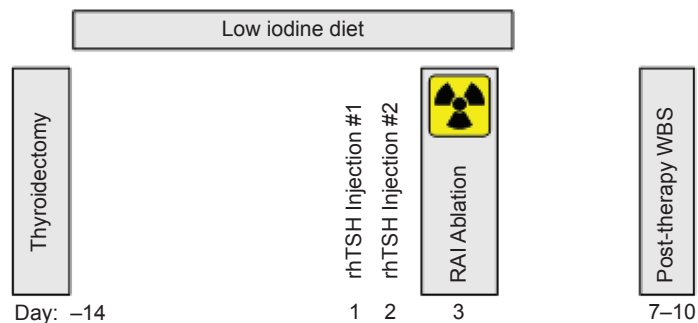 Low iodine diet
Thyroidectomy
rhTSH Injection #1
rhTSH Injection #2
RAI Ablation
Post-therapy WBS
Day: –14 1 2 3 7–10